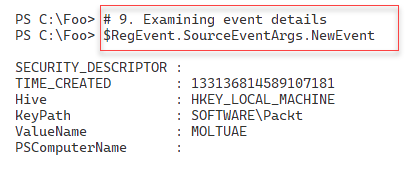 PS C:\Foo> # 9. Examining event details
PS C:\Foo> $RegEvent.SourceEventArgs.NewEvent
SECURITY_DESCRIPTOR :
TIME_CREATED : 133136814589107181
Hive : HKEY_LOCAL_MACHINE
KeyPath : SOFTWARE\Packt
ValueName : MOLTUAE
PSComputerName :